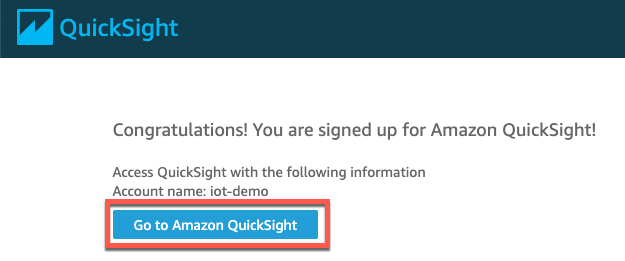 QuickSight
Congratulations! You are signed up for Amazon QuickSight!
Access QuickSight with the following information
Account name: iot-demo
Go to Amazon QuickSight